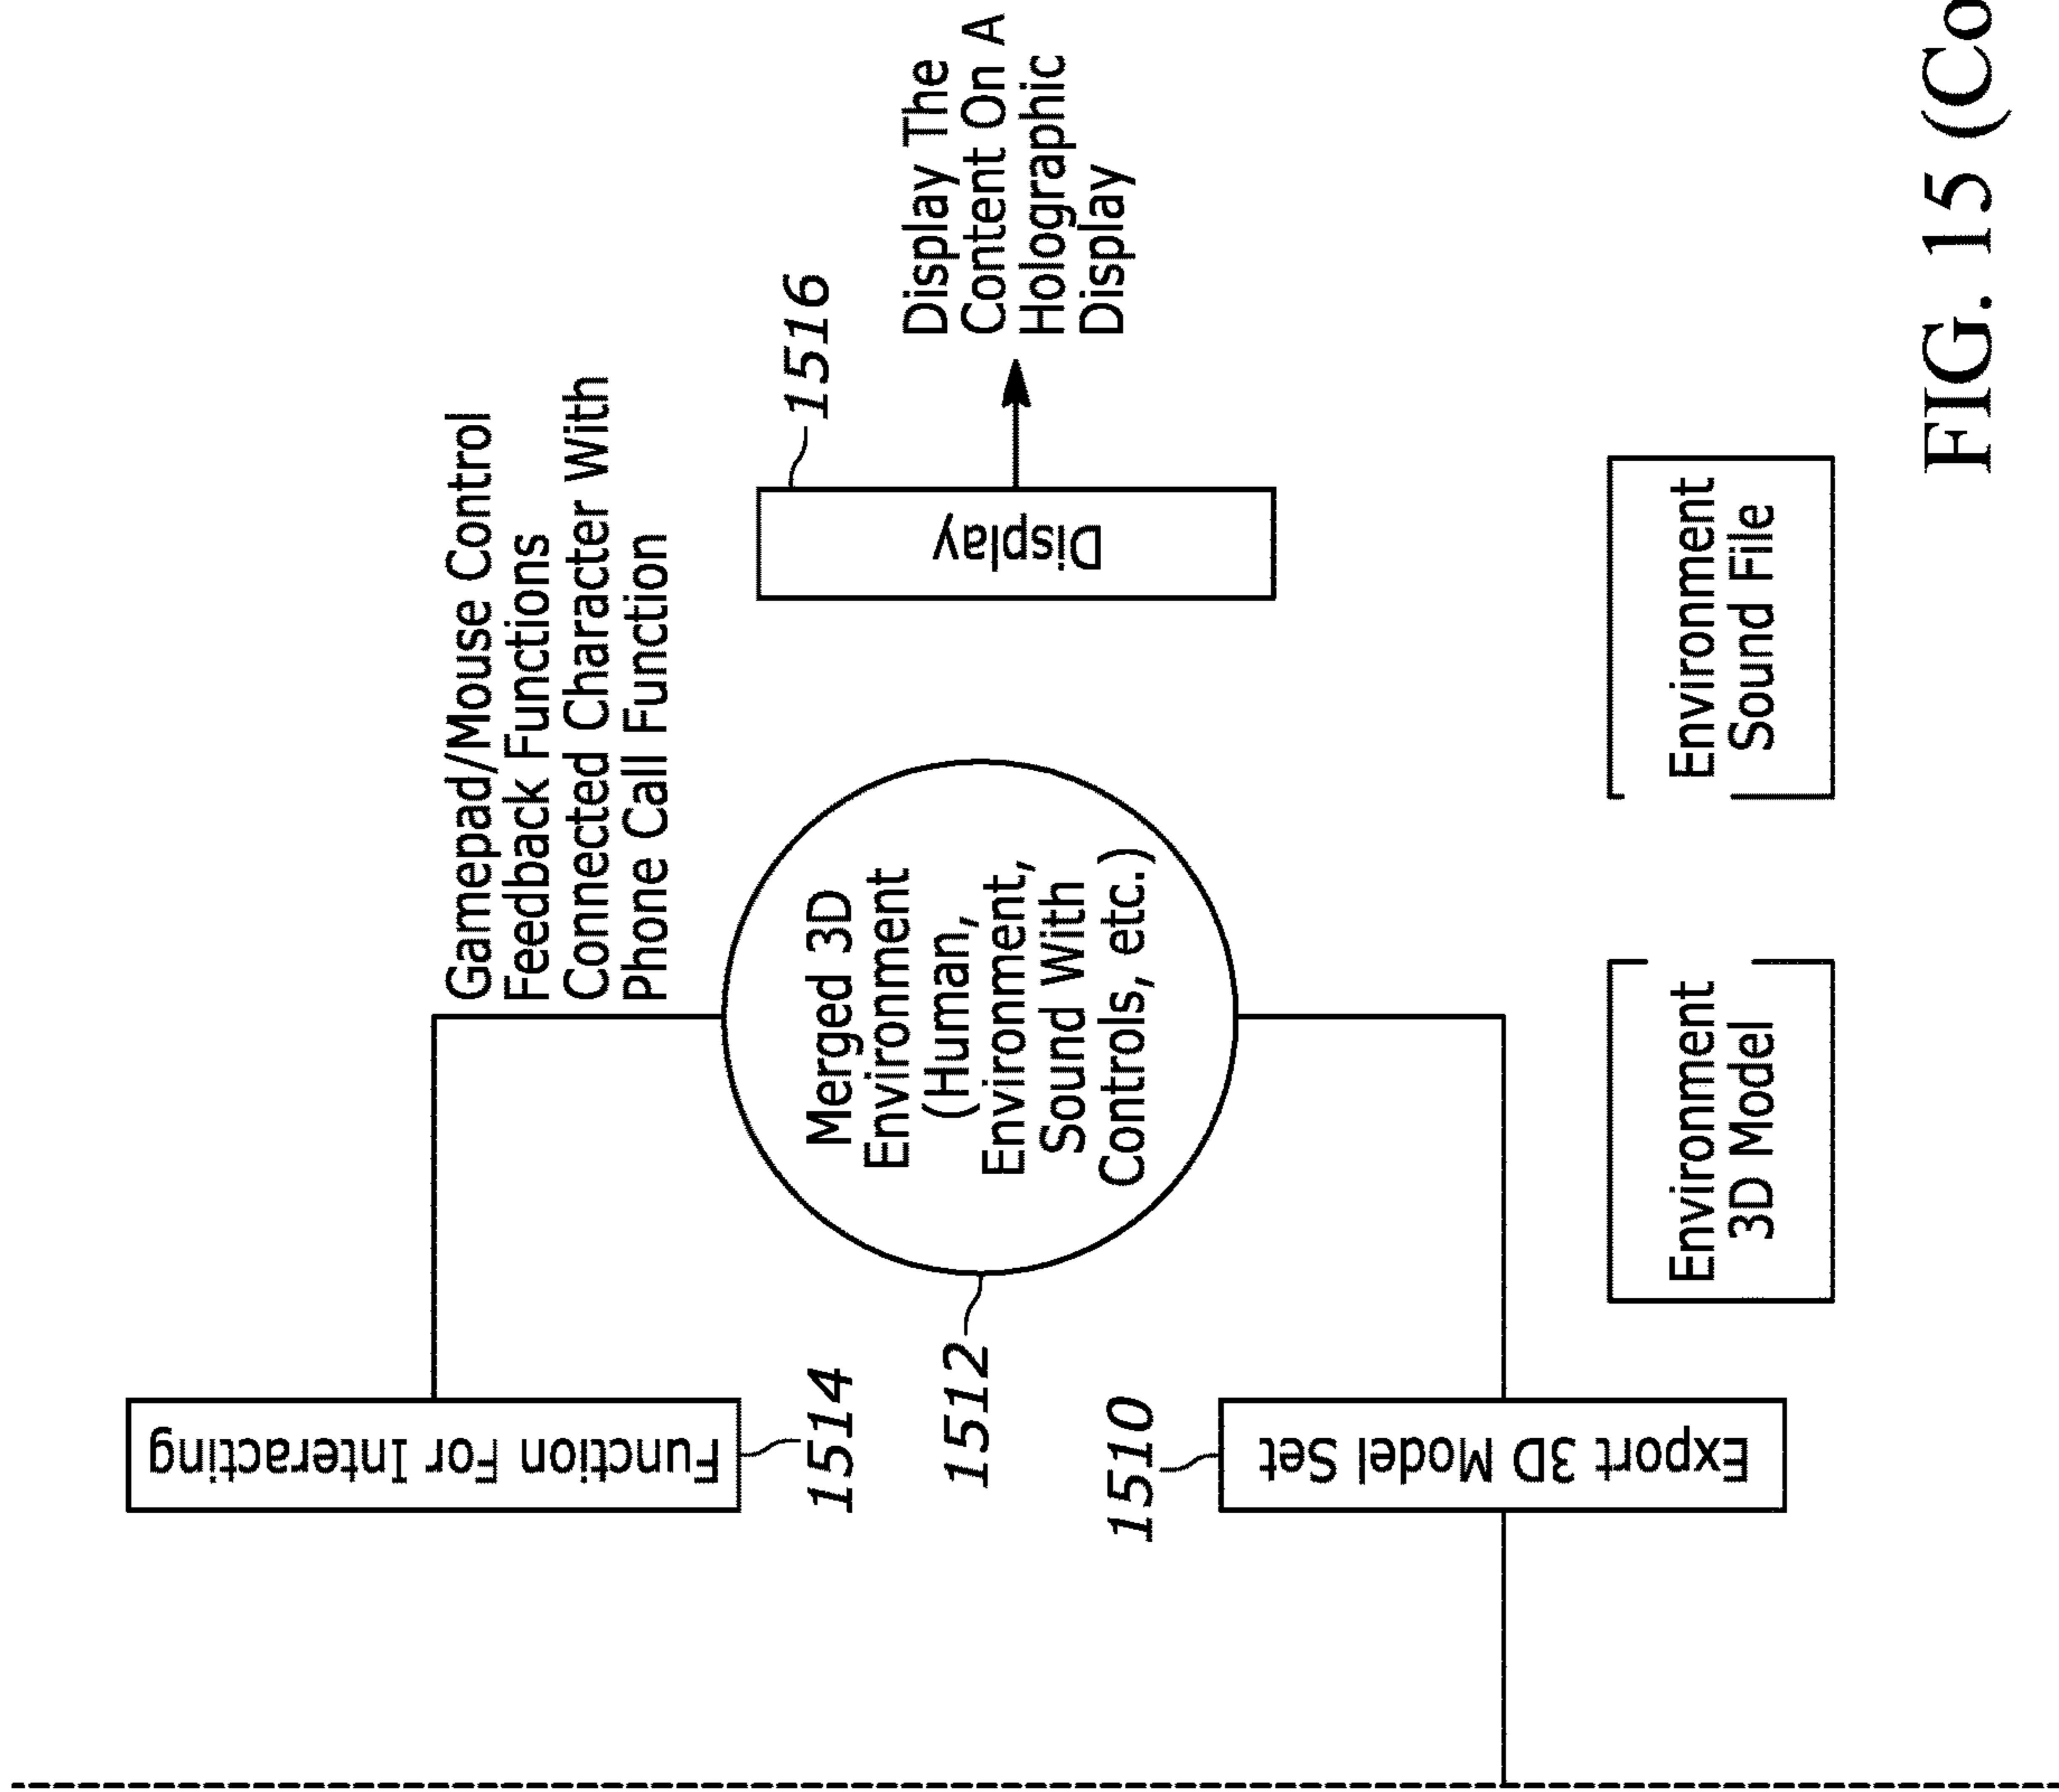 Function For Interacting
1514
Gamepad/Mouse Control
Feedback Functions
Connected Character With
Phone Call Function
1512
Merged 3D
Environment
(Human,
Environment,
Sound With
Controls, etc.)
1516
Display
Display The
Content On A
Holographic
Display
1510
Export 3D Model Set
Environment
3D Model
Environment
Sound File
FIG. 15 (Co